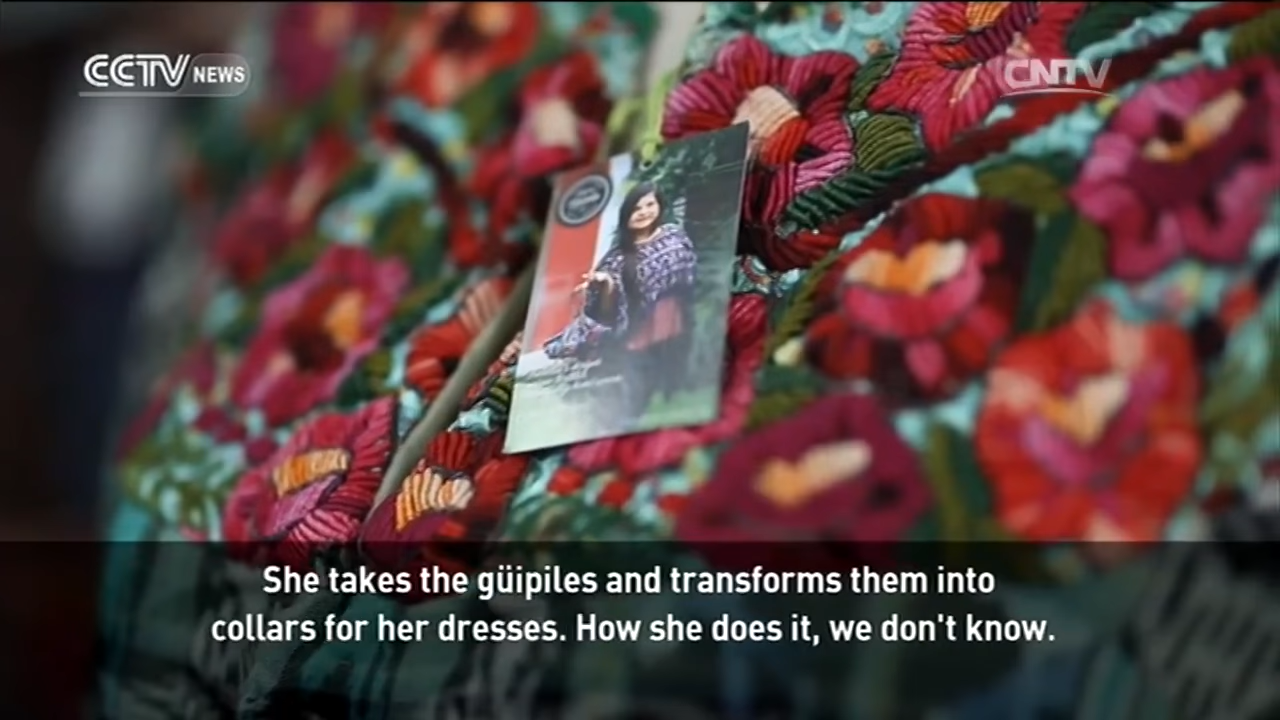 CCTV NEWS
CNTV
She takes the güipiles and transforms them into
collars for her dresses. How she does it, we don't know.